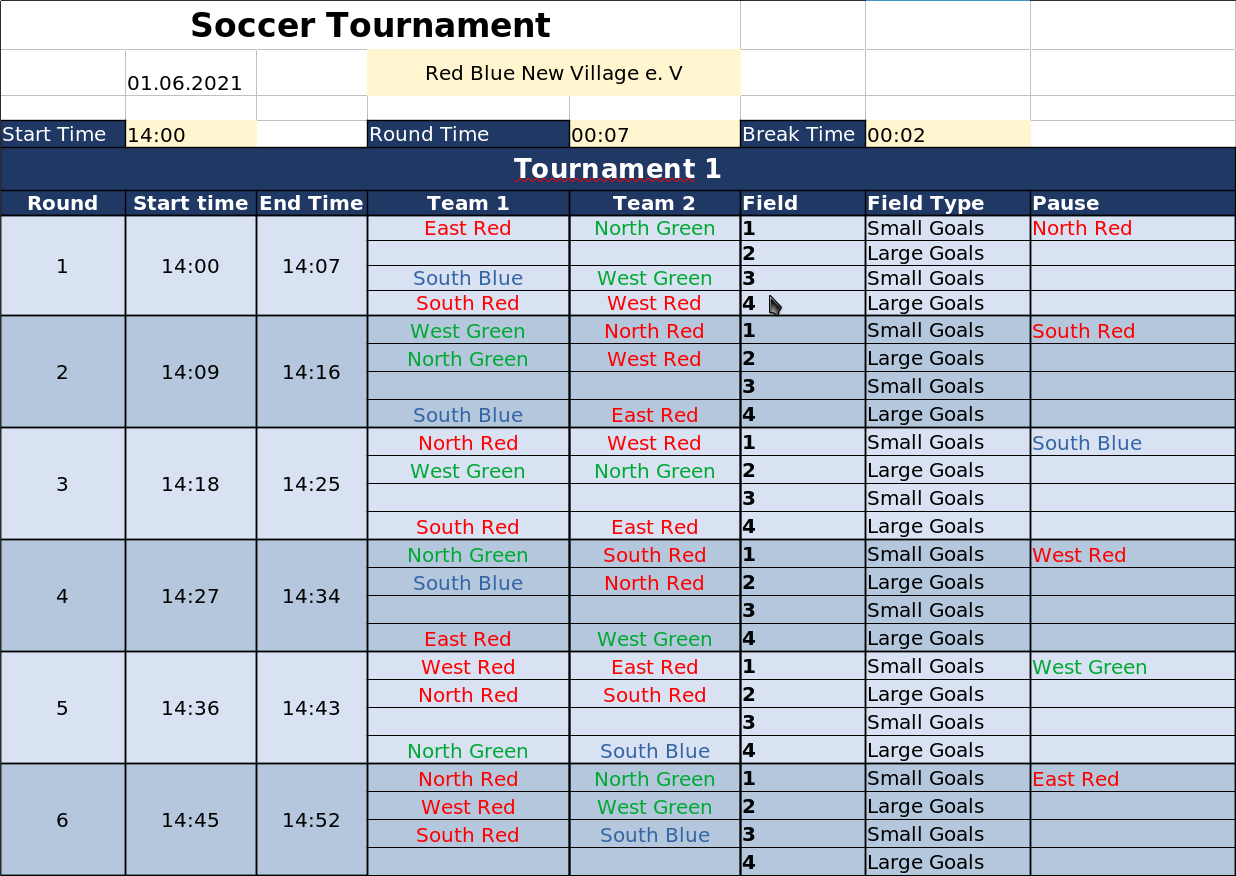 Soccer Tournament
01.06.2021 Red Blue New Village e. V
Start Time 14:00 Round Time 00:07 Break Time 00:02
Tournament 1
Round Start time End Time Team 1 Team 2 Field Field Type Pause
1 14:00 14:07 East Red North Green 1 Small Goals North Red
2 Large Goals
South Blue West Green 3 Small Goals
South Red West Red 4 Large Goals
2 14:09 14:16 West Green North Red 1 Small Goals South Red
North Green West Red 2 Large Goals
3 Small Goals
South Blue East Red 4 Large Goals
3 14:18 14:25 North Red West Red 1 Small Goals South Blue
West Green North Green 2 Large Goals
3 Small Goals
South Red East Red 4 Large Goals
4 14:27 14:34 North Green South Red 1 Small Goals West Red
South Blue North Red 2 Large Goals
3 Small Goals
East Red West Green 4 Large Goals
5 14:36 14:43 West Red East Red 1 Small Goals West Green
North Red South Red 2 Large Goals
3 Small Goals
North Green South Blue 4 Large Goals
6 14:45 14:52 North Red North Green 1 Small Goals East Red
West Red West Green 2 Large Goals
South Red South Blue 3 Small Goals
4 Large Goals